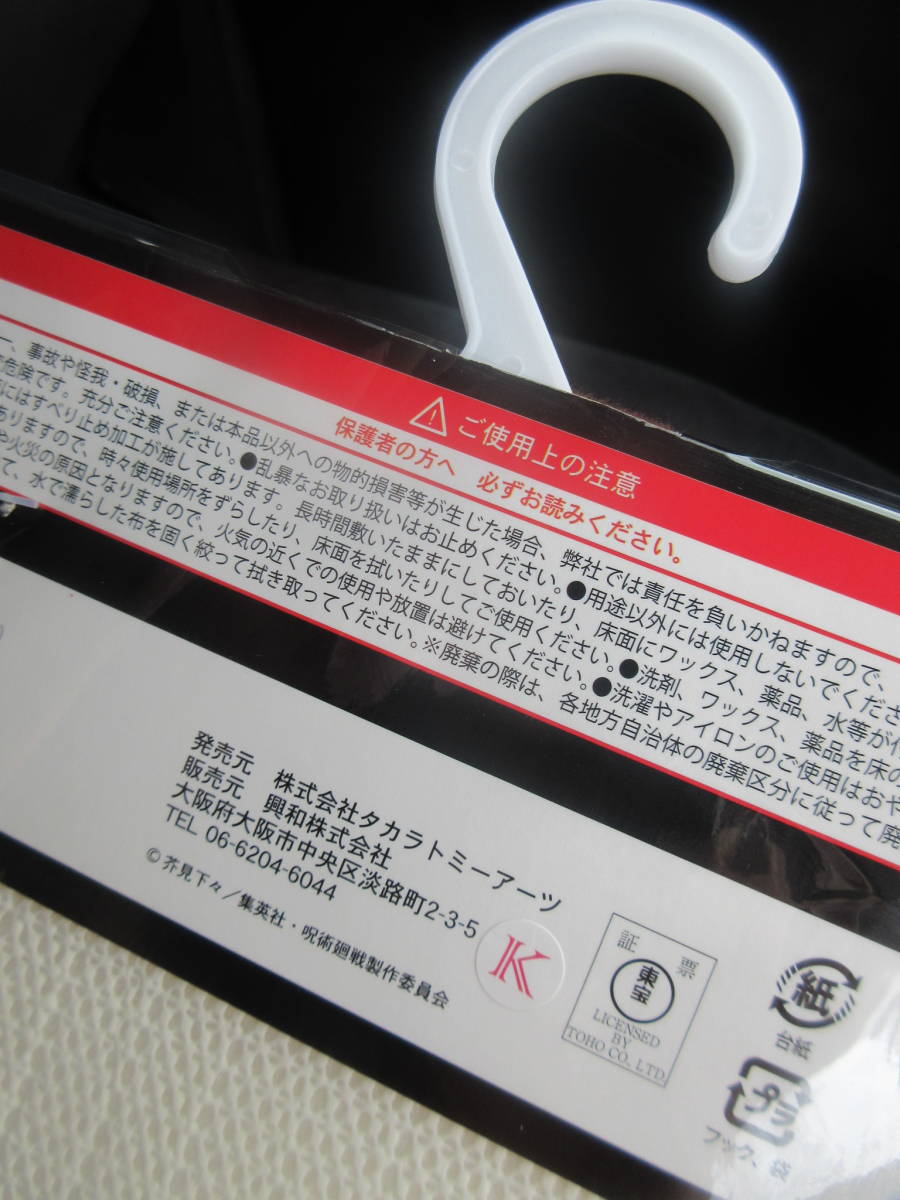 ご使用上の注意
保護者の方へ 必ずお読みください。
一、事故や怪我・破損、または本品以外への物的損害等が生じた場合、弊社では責任を負いかねますので、
危険です。充分ご注意ください。●乱暴なお取り扱いはお止めください。●用途以外には使用しないでくださ
にはすべり止め加工が施してあります。長時間敷いたままにしておいたり、床面にワックス、薬品、水等が付
ありますので、時々使用場所をずらしたり、床面を拭いたりしてご使用ください。●洗剤、ワックス、薬品を床の
や火災の原因となりますので、火気の近くでの使用や放置は避けてください。●洗濯やアイロンのご使用はおや
て、水で濡らした布を固く絞って拭き取ってください。※廃棄の際は、各地方自治体の廃棄区分に従って廃
発売元 株式会社タカラトミーアーツ
販売元 興和株式会社
大阪府大阪市中央区淡路町2-3-5
TEL 06-6204-6044
©芥見下々／集英社・呪術廻戦製作委員会
K
証 票
東宝
LICENSED
BY
TOHO CO., LTD.
紙
台紙
プラ
フック、袋